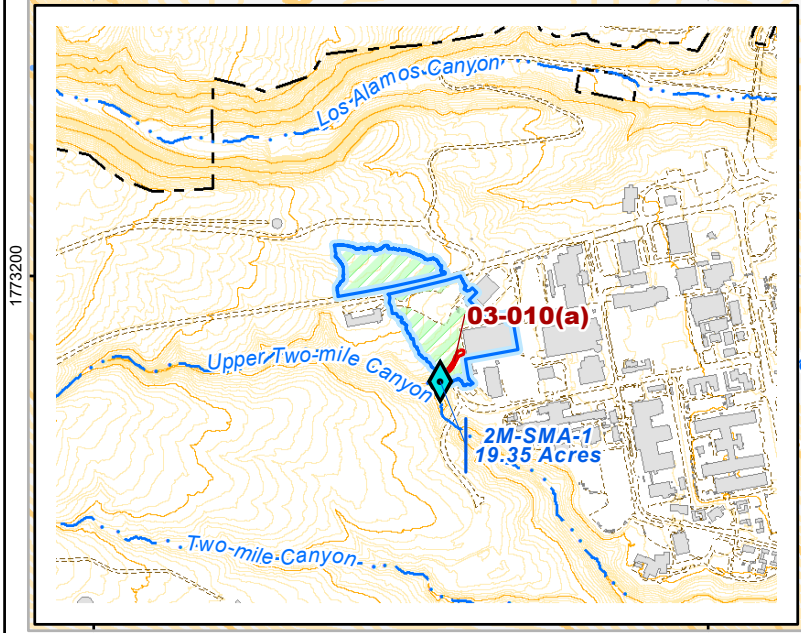 Los Alamos Canyon
1773200
03-010(a)
Upper Two-mile Canyon
2M-SMA-1
19.35 Acres
Two-mile Canyon